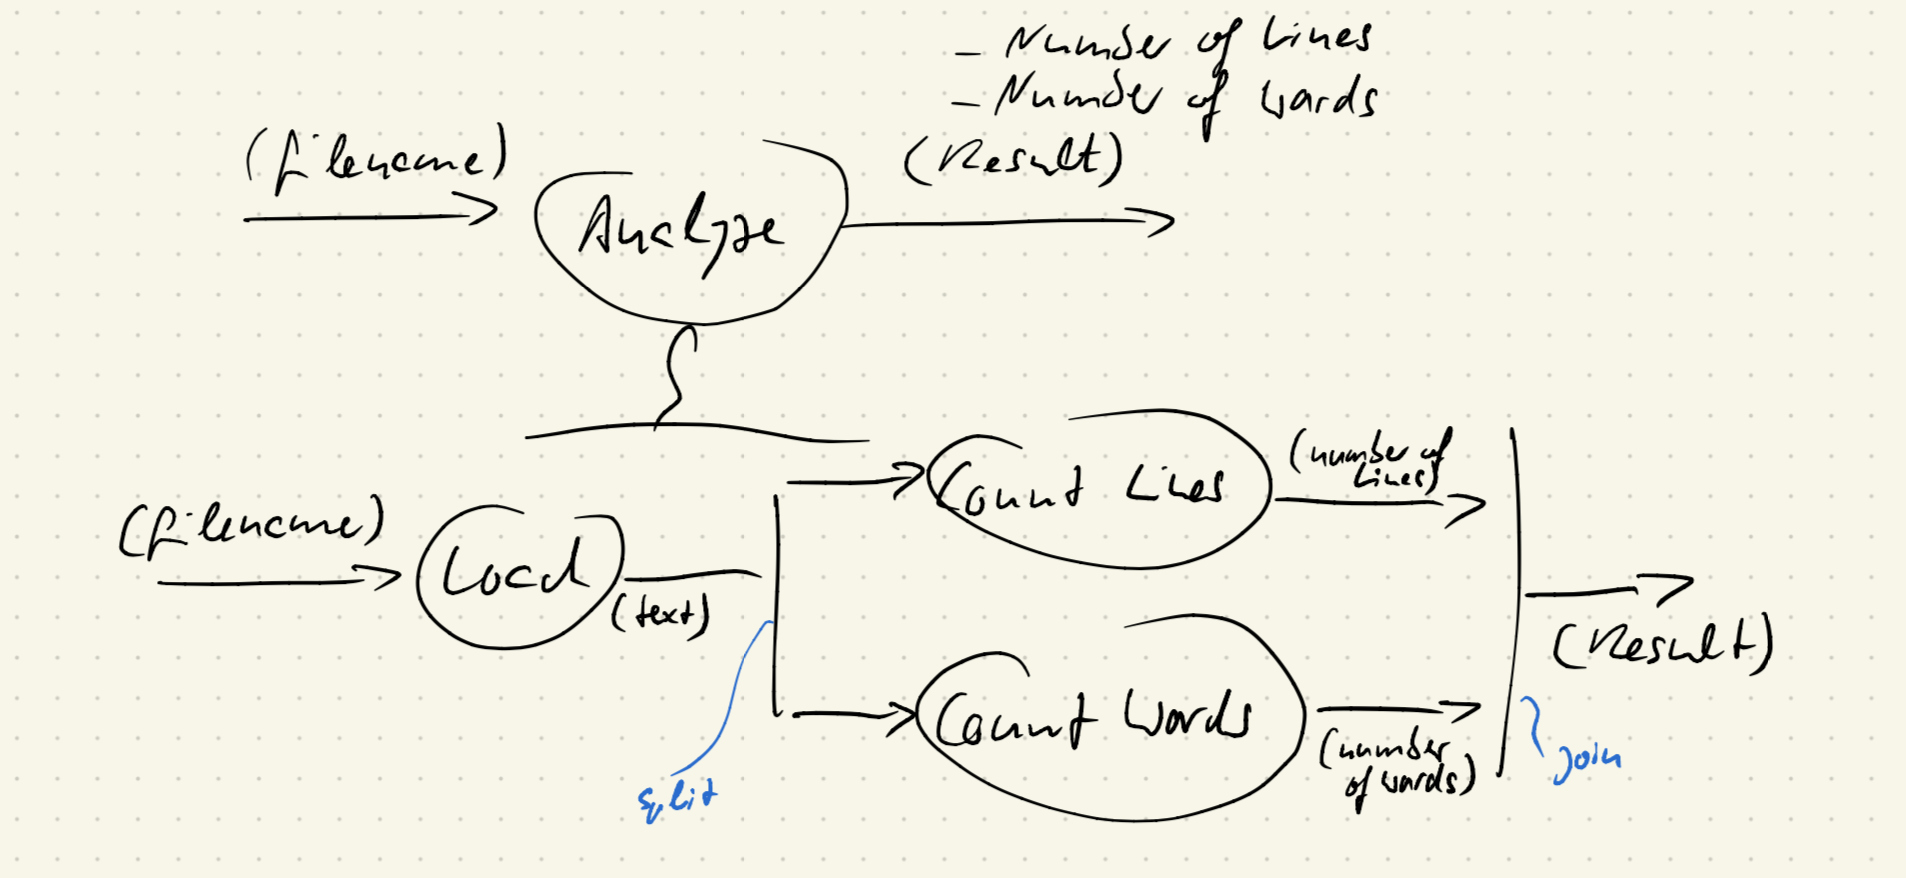 - Number of Lines
- Number of words
(filename)
(Result)
Analyze
Count Lines
(number of
Lines)
(filename)
Load
(text)
(Result)
Count Words
(number
of words)
split
join